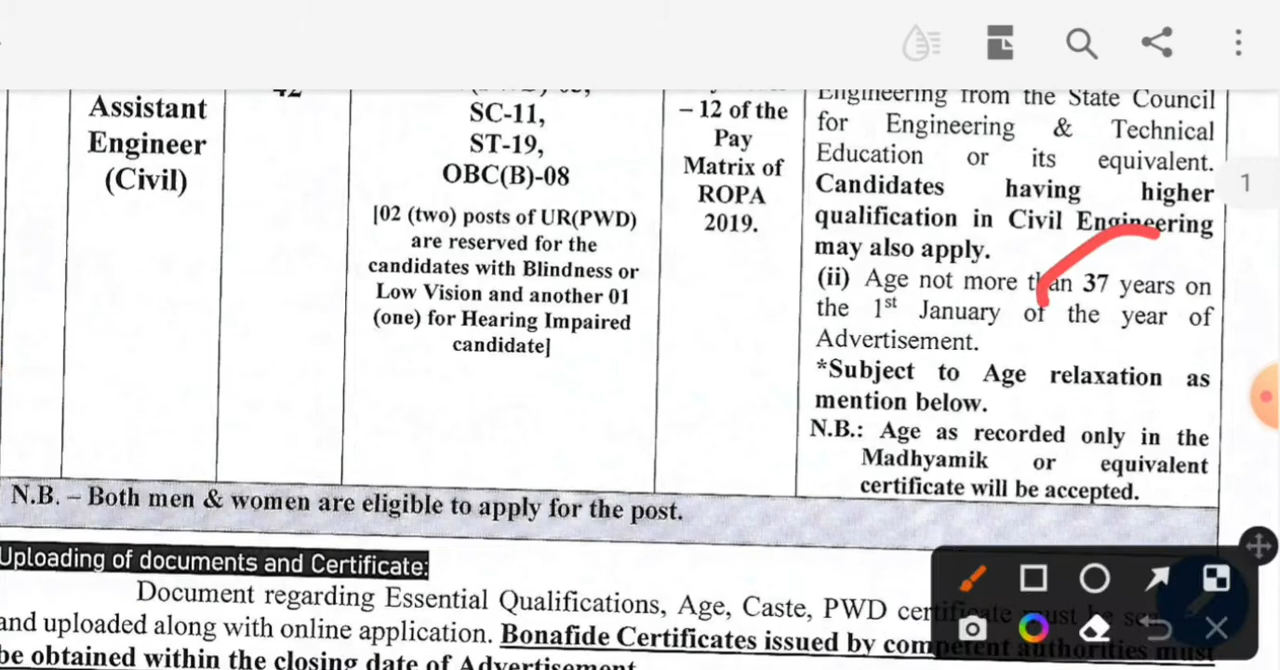 Assistant
Engineer
(Civil)
SC-11,
ST-19,
OBC(B)-08
[02 (two) posts of UR(PWD)
are reserved for the
candidates with Blindness or
Low Vision and another 01
(one) for Hearing Impaired
candidate]
– 12 of the
Pay
Matrix of
ROPA
2019.
Engineering from the State Council
for Engineering & Technical
Education or its equivalent.
Candidates having higher
qualification in Civil Engineering
may also apply.
(ii) Age not more than 37 years on
the 1st January of the year of
Advertisement.
*Subject to Age relaxation as
mention below.
N.B.: Age as recorded only in the
Madhyamik or equivalent
certificate will be accepted.
1
N.B. – Both men & women are eligible to apply for the post.
Uploading of documents and Certificate:
Document regarding Essential Qualifications, Age, Caste, PWD certificate must be
and uploaded along with online application. Bonafide Certificates issued by competent authorities must
be obtained within the closing date of Advertisement